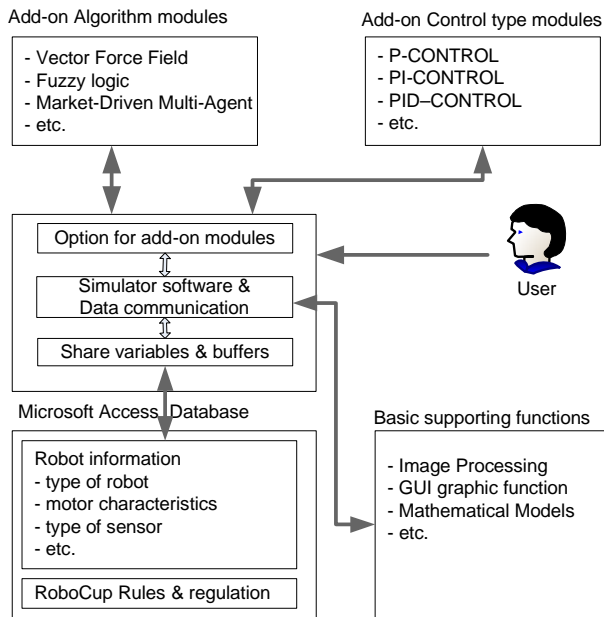 Add-on Algorithm modules
- Vector Force Field
- Fuzzy logic
- Market-Driven Multi-Agent
- etc.
Add-on Control type modules
- P-CONTROL
- PI-CONTROL
- PID–CONTROL
- etc.
Option for add-on modules
Simulator software &
Data communication
Share variables & buffers
User
Microsoft Access Database
Robot information
- type of robot
- motor characteristics
- type of sensor
- etc.
RoboCup Rules & regulation
Basic supporting functions
- Image Processing
- GUI graphic function
- Mathematical Models
- etc.